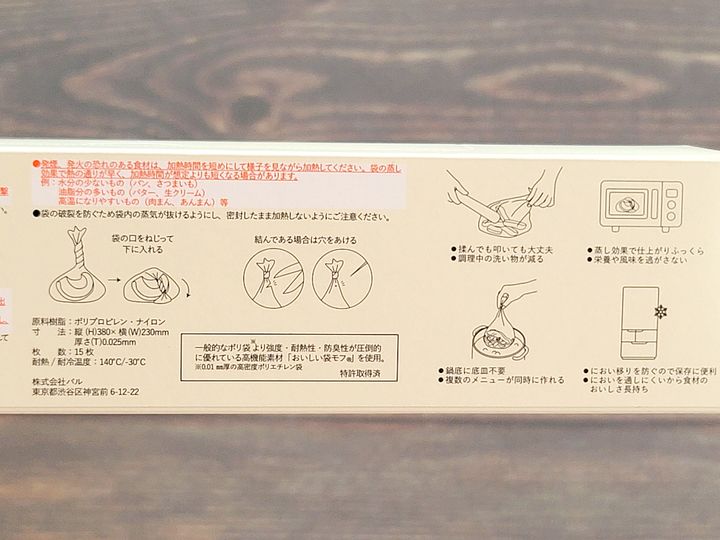 ●発煙、発火の恐れのある食材は、加熱時間を短めにして様子を見ながら加熱してください。袋の蒸し
効果で熱の通りが早く、加熱時間が想定よりも短くなる場合があります。
例：水分の少ないもの（パン、さつまいも）
油脂分の多いもの（バター、生クリーム）
高温になりやすいもの（肉まん、あんまん）等
●袋の破裂を防ぐため袋内の蒸気が抜けるようにし、密封したまま加熱しないようにご注意ください。
袋の口をねじって
下に入れる
結んである場合は穴をあける
原料樹脂：ポリプロピレン・ナイロン
寸　法：縦(H)380×横(W)230mm
厚さ(T)0.025mm
枚　数：15枚
耐熱/耐冷温度：140℃/-30℃
株式会社バル
東京都渋谷区神宮前 6-12-22
一般的なポリ袋※より強度・耐熱性・防臭性が圧倒的
に優れている高機能素材「おいしい袋モフ®」を使用。
※0.01㎜厚の高密度ポリエチレン袋
特許取得済
●揉んでも叩いても大丈夫
●調理中の洗い物が減る
●蒸し効果で仕上がりふっくら
●栄養や風味を逃がさない
●鍋底に底皿不要
●複数のメニューが同時に作れる
●におい移りを防ぐので保存に便利
●においを通しにくいから食材の
おいしさ長持ち